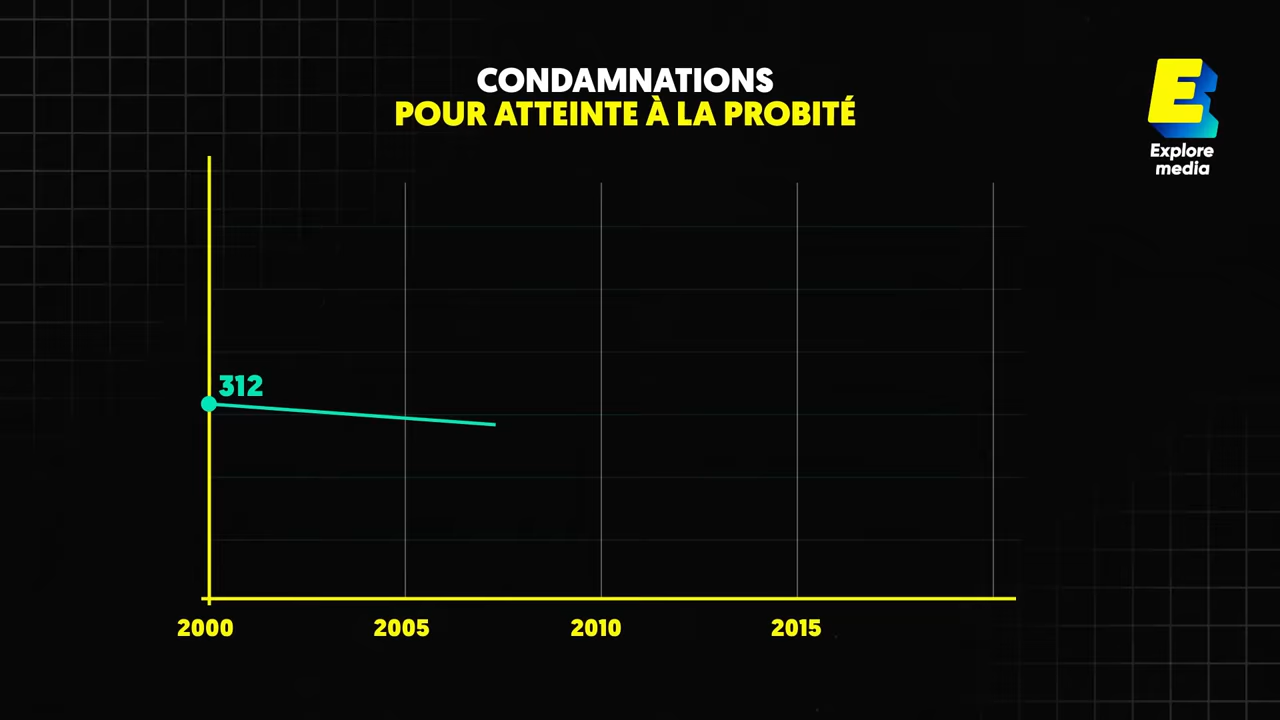 CONDAMNATIONS
POUR ATTEINTE À LA PROBITÉ
E
Explore
media
312
2000
2005
2010
2015